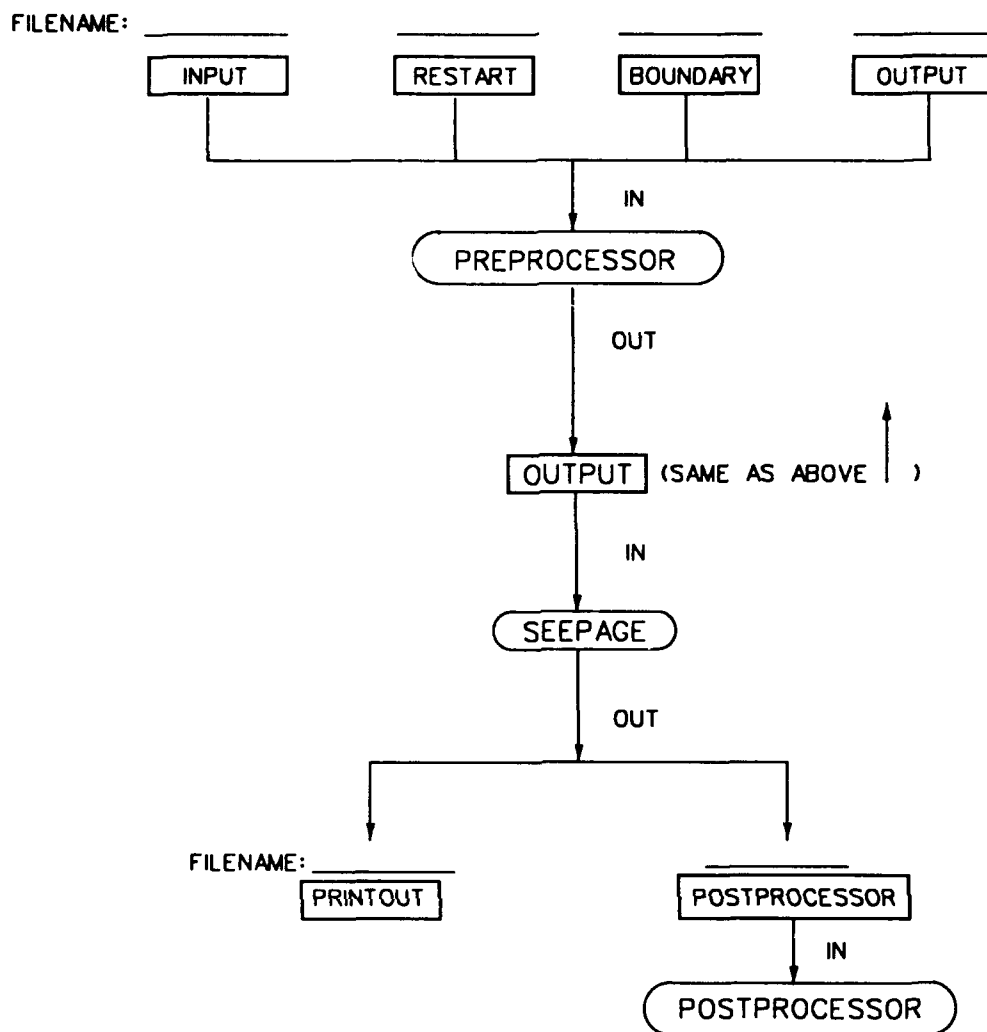 FILENAME:
INPUT RESTART BOUNDARY OUTPUT
IN
PREPROCESSOR
OUT
OUTPUT (SAME AS ABOVE )
IN
SEEPAGE
OUT
FILENAME:
PRINTOUT POSTPROCESSOR
IN
POSTPROCESSOR